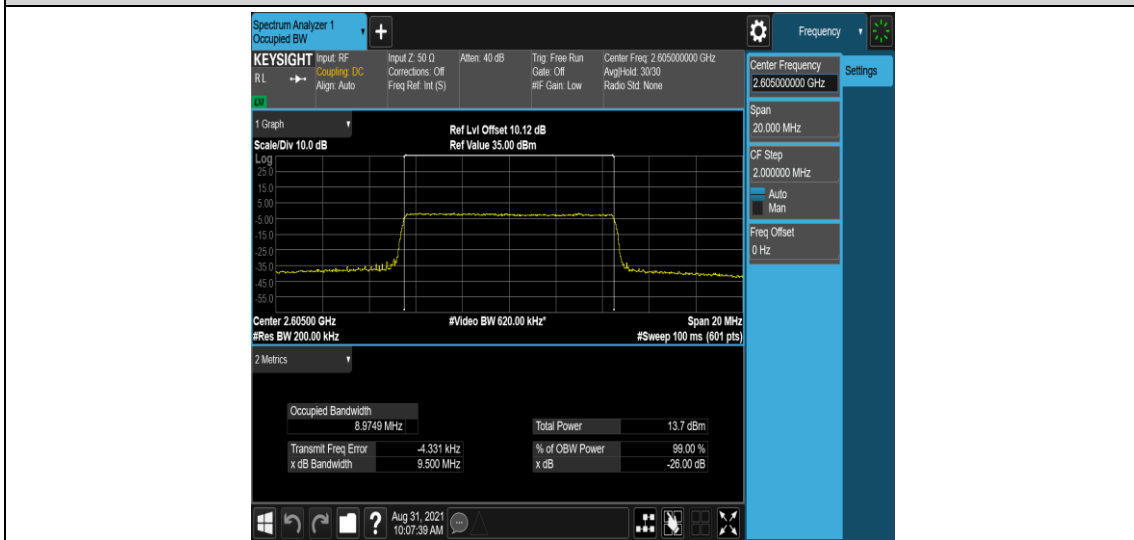 Spectrum Analyzer 1
Occupied BW
+
Frequency
KEYSIGHT
RL
LXI
Input: RF
Coupling: DC
Align: Auto
Input Z: 50 Ω
Corrections: Off
Freq Ref: Int (S)
Atten: 40 dB
Trig: Free Run
Gate: Off
#IF Gain: Low
Center Freq: 2.605000000 GHz
Avg|Hold: 30/30
Radio Std: None
Center Frequency
2.605000000 GHz
Settings
Span
20.000 MHz
CF Step
2.000000 MHz
Auto
Man
Freq Offset
0 Hz
1 Graph
Scale/Div 10.0 dB
Ref Lvl Offset 10.12 dB
Ref Value 35.00 dBm
Log
25.0
15.0
5.00
-5.00
-15.0
-25.0
-35.0
-45.0
-55.0
Center 2.60500 GHz
#Res BW 200.00 kHz
#Video BW 620.00 kHz*
Span 20 MHz
#Sweep 100 ms (601 pts)
2 Metrics
Occupied Bandwidth
8.9749 MHz
Total Power 13.7 dBm
Transmit Freq Error -4.331 kHz
% of OBW Power 99.00 %
x dB Bandwidth 9.500 MHz
x dB -26.00 dB
?
Aug 31, 2021
10:07:39 AM